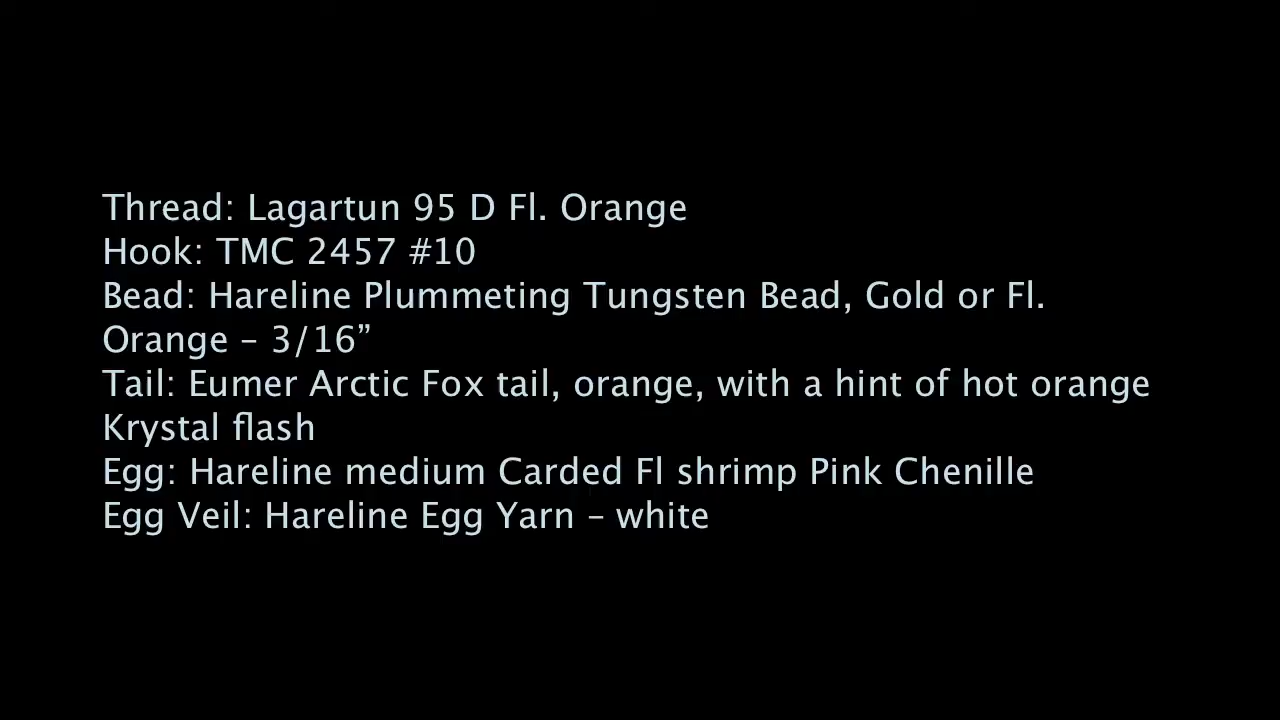 Thread: Lagartun 95 D Fl. Orange
Hook: TMC 2457 #10
Bead: Hareline Plummeting Tungsten Bead, Gold or Fl.
Orange – 3/16”
Tail: Eumer Arctic Fox tail, orange, with a hint of hot orange
Krystal flash
Egg: Hareline medium Carded Fl shrimp Pink Chenille
Egg Veil: Hareline Egg Yarn – white